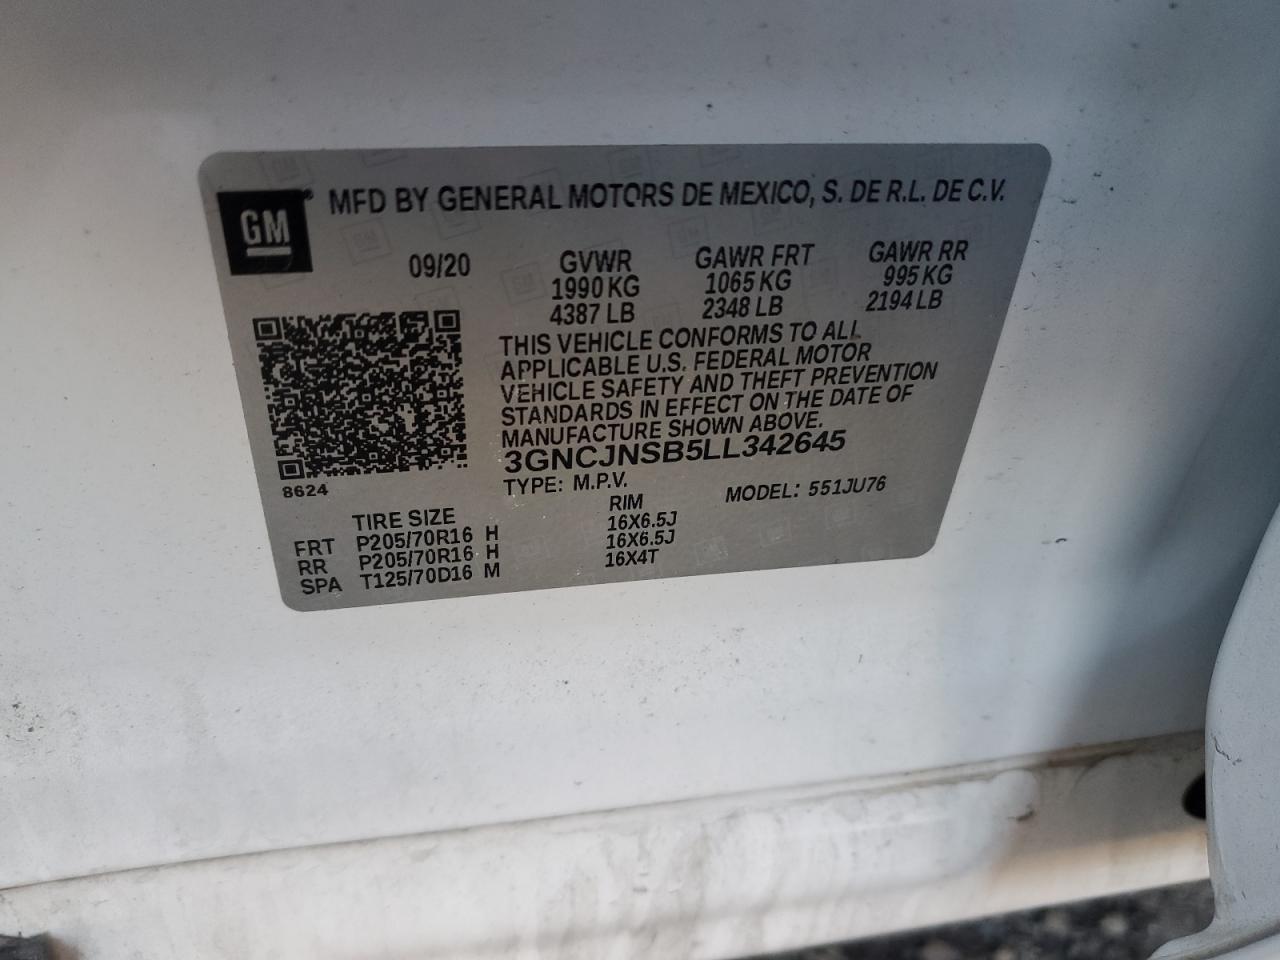 GM® MFD BY GENERAL MOTORS DE MEXICO, S. DE R.L. DE C.V.
09/20 GVWR GAWR FRT GAWR RR
1990 KG 1065 KG 995 KG
4387 LB 2348 LB 2194 LB
THIS VEHICLE CONFORMS TO ALL
APPLICABLE U.S. FEDERAL MOTOR
VEHICLE SAFETY AND THEFT PREVENTION
STANDARDS IN EFFECT ON THE DATE OF
MANUFACTURE SHOWN ABOVE.
3GNCJNSB5LL342645
8624
TYPE: M.P.V. MODEL: 551JU76
TIRE SIZE RIM
FRT P205/70R16 H 16X6.5J
RR P205/70R16 H 16X6.5J
SPA T125/70D16 M 16X4T